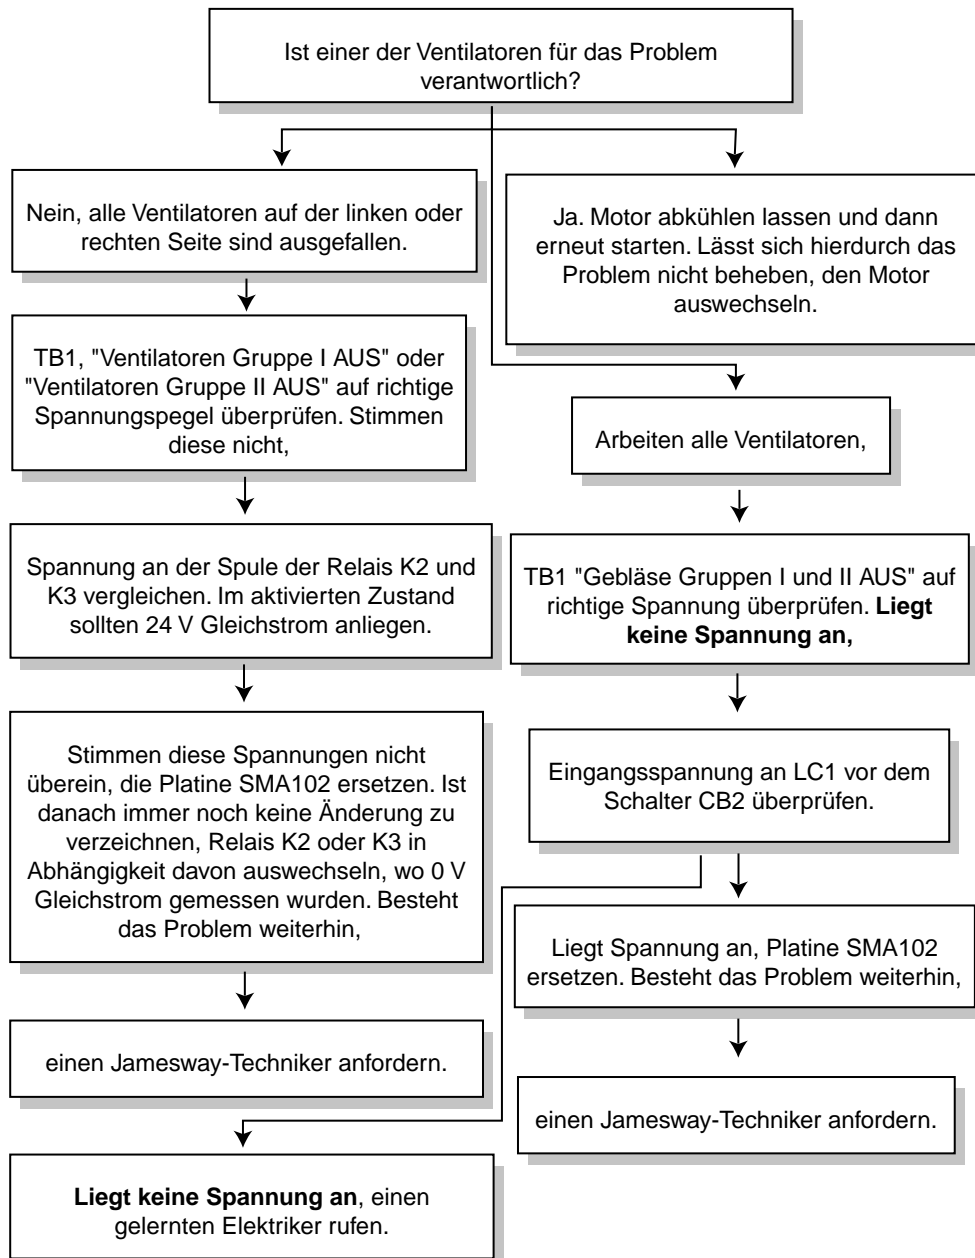 Ist einer der Ventilatoren für das Problem
verantwortlich?
Nein, alle Ventilatoren auf der linken oder
rechten Seite sind ausgefallen.
TB1, "Ventilatoren Gruppe I AUS" oder
"Ventilatoren Gruppe II AUS" auf richtige
Spannungspegel überprüfen. Stimmen
diese nicht,
Spannung an der Spule der Relais K2 und
K3 vergleichen. Im aktivierten Zustand
sollten 24 V Gleichstrom anliegen.
Stimmen diese Spannungen nicht
überein, die Platine SMA102 ersetzen. Ist
danach immer noch keine Änderung zu
verzeichnen, Relais K2 oder K3 in
Abhängigkeit davon auswechseln, wo 0 V
Gleichstrom gemessen wurden. Besteht
das Problem weiterhin,
einen Jamesway-Techniker anfordern.
Ja. Motor abkühlen lassen und dann
erneut starten. Lässt sich hierdurch das
Problem nicht beheben, den Motor
auswechseln.
Arbeiten alle Ventilatoren,
TB1 "Gebläse Gruppen I und II AUS" auf
richtige Spannung überprüfen. Liegt
keine Spannung an,
Eingangsspannung an LC1 vor dem
Schalter CB2 überprüfen.
Liegt Spannung an, Platine SMA102
ersetzen. Besteht das Problem weiterhin,
einen Jamesway-Techniker anfordern.
Liegt keine Spannung an, einen
gelernten Elektriker rufen.